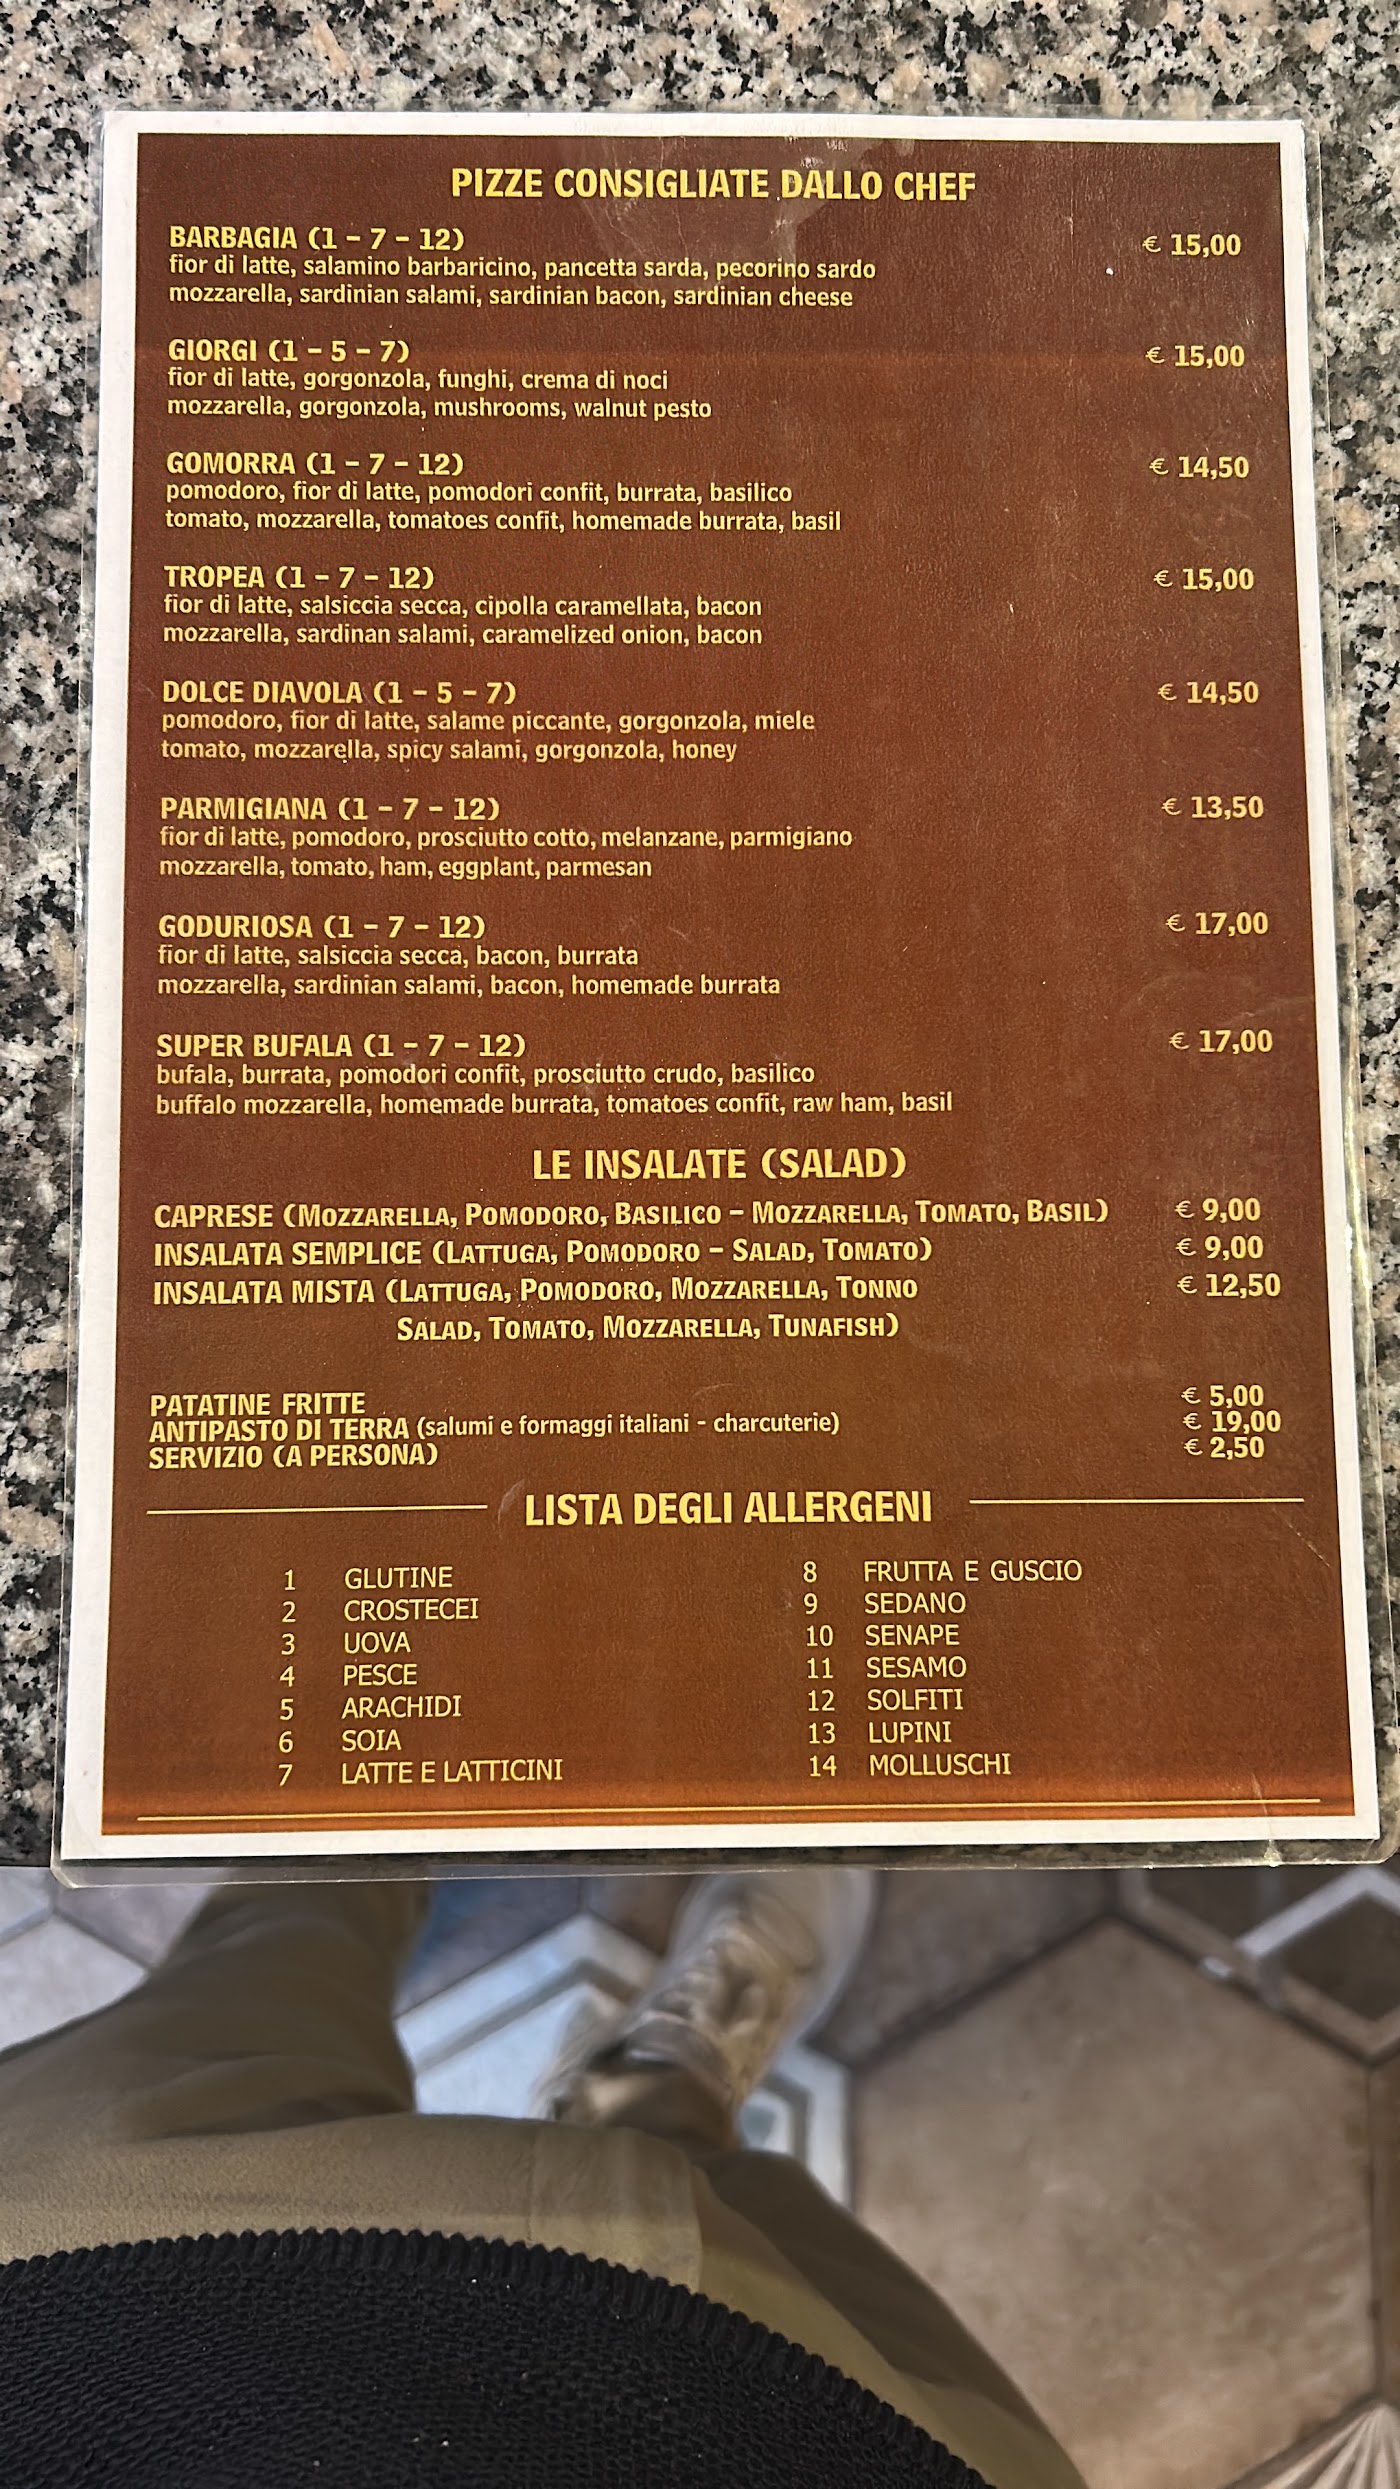 PIZZE CONSIGLIATE DALLO CHEF
BARBAGIA (1 – 7 – 12) € 15,00
fior di latte, salamino barbaricino, pancetta sarda, pecorino sardo
mozzarella, sardinian salami, sardinian bacon, sardinian cheese
GIORGI (1 – 5 – 7) € 15,00
fior di latte, gorgonzola, funghi, crema di noci
mozzarella, gorgonzola, mushrooms, walnut pesto
GOMORRA (1 – 7 – 12) € 14,50
pomodoro, fior di latte, pomodori confit, burrata, basilico
tomato, mozzarella, tomatoes confit, homemade burrata, basil
TROPEA (1 – 7 – 12) € 15,00
fior di latte, salsiccia secca, cipolla caramellata, bacon
mozzarella, sardinan salami, caramelized onion, bacon
DOLCE DIAVOLA (1 – 5 – 7) € 14,50
pomodoro, fior di latte, salame piccante, gorgonzola, miele
tomato, mozzarella, spicy salami, gorgonzola, honey
PARMIGIANA (1 – 7 – 12) € 13,50
fior di latte, pomodoro, prosciutto cotto, melanzane, parmigiano
mozzarella, tomato, ham, eggplant, parmesan
GODURIOSA (1 – 7 – 12) € 17,00
fior di latte, salsiccia secca, bacon, burrata
mozzarella, sardinian salami, bacon, homemade burrata
SUPER BUFALA (1 – 7 – 12) € 17,00
bufala, burrata, pomodori confit, prosciutto crudo, basilico
buffalo mozzarella, homemade burrata, tomatoes confit, raw ham, basil
LE INSALATE (SALAD)
CAPRESE (MOZZARELLA, POMODORO, BASILICO – MOZZARELLA, TOMATO, BASIL) € 9,00
INSALATA SEMPLICE (LATTUGA, POMODORO – SALAD, TOMATO) € 9,00
INSALATA MISTA (LATTUGA, POMODORO, MOZZARELLA, TONNO € 12,50
SALAD, TOMATO, MOZZARELLA, TUNAFISH)
PATATINE FRITTE € 5,00
ANTIPASTO DI TERRA (salumi e formaggi italiani - charcuterie) € 19,00
SERVIZIO (A PERSONA) € 2,50
LISTA DEGLI ALLERGENI
1 GLUTINE
2 CROSTECEI
3 UOVA
4 PESCE
5 ARACHIDI
6 SOIA
7 LATTE E LATTICINI
8 FRUTTA E GUSCIO
9 SEDANO
10 SENAPE
11 SESAMO
12 SOLFITI
13 LUPINI
14 MOLLUSCHI